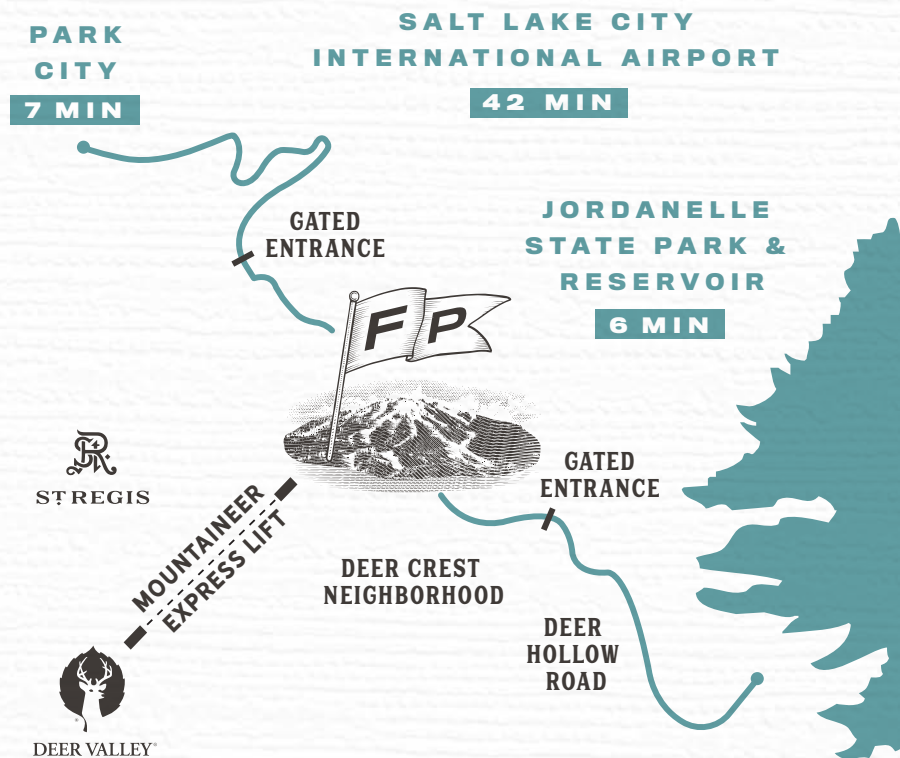 PARK
CITY
7 MIN
SALT LAKE CITY
INTERNATIONAL AIRPORT
42 MIN
GATED
ENTRANCE
JORDANELLE
STATE PARK &
RESERVOIR
6 MIN
F P
SR
ST REGIS
GATED
ENTRANCE
MOUNTAINEER
EXPRESS LIFT
DEER CREST
NEIGHBORHOOD
DEER
HOLLOW
ROAD
DEER VALLEY®